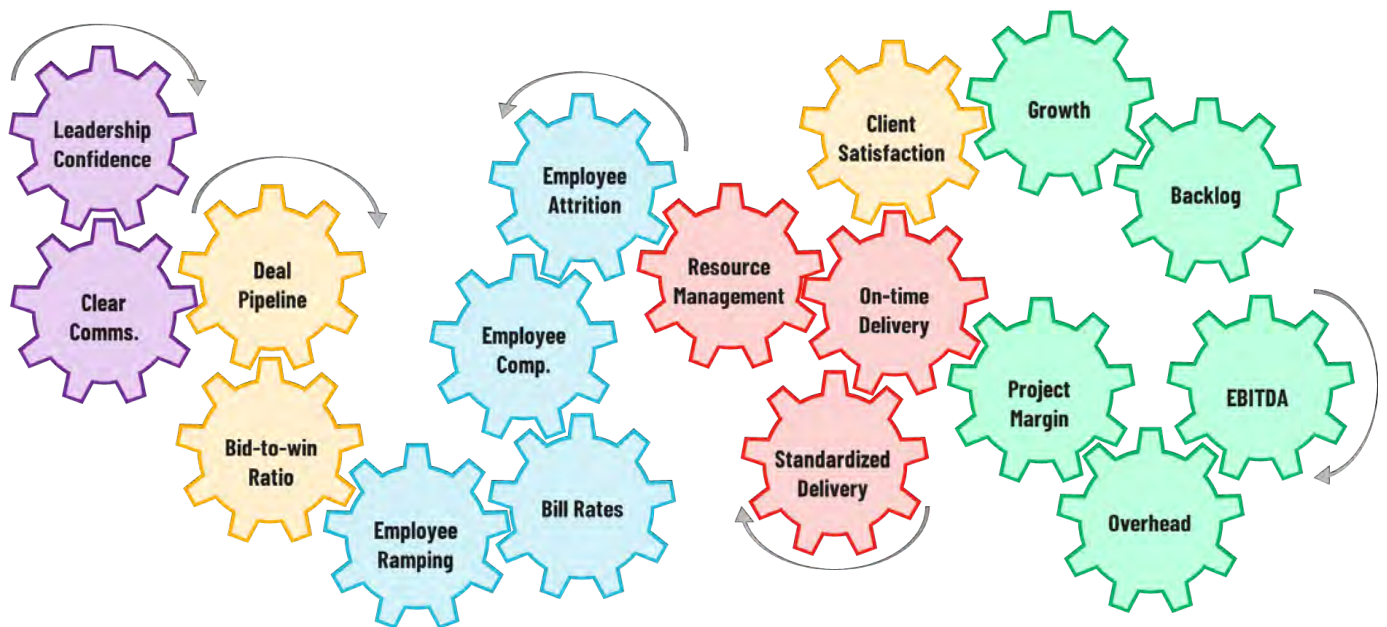 Leadership
Confidence
Clear
Comms.
Deal
Pipeline
Bid-to-win
Ratio
Employee
Ramping
Employee
Attrition
Employee
Comp.
Bill Rates
Resource
Management
On-time
Delivery
Standardized
Delivery
Client
Satisfaction
Growth
Backlog
Project
Margin
Overhead
EBITDA